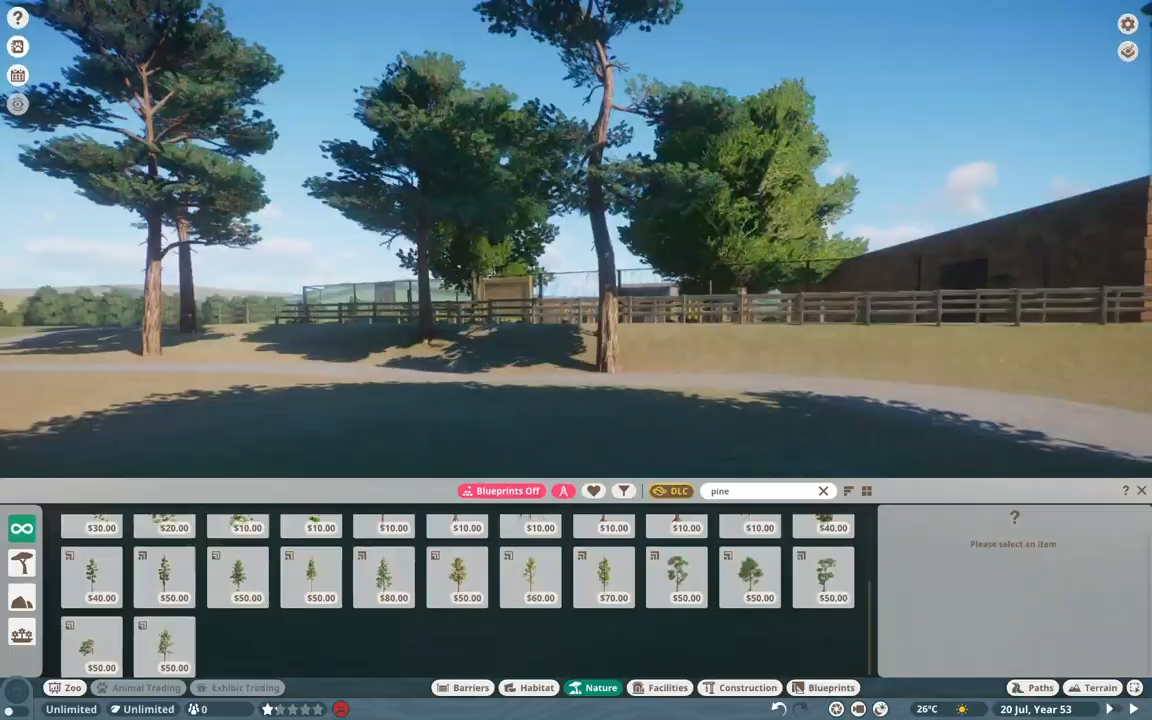 Blueprints Off
DLC
pine
?
$30.00 $20.00 $10.00 $10.00 $10.00 $10.00 $10.00 $10.00 $10.00 $10.00 $40.00
$40.00 $50.00 $50.00 $50.00 $80.00 $50.00 $60.00 $70.00 $50.00 $50.00 $50.00
$50.00 $50.00
?
Please select an item
Zoo Animal Trading Exhibit Trading Barriers Habitat Nature Facilities Construction Blueprints Paths Terrain
Unlimited Unlimited 0 26°C 20 Jul, Year 53